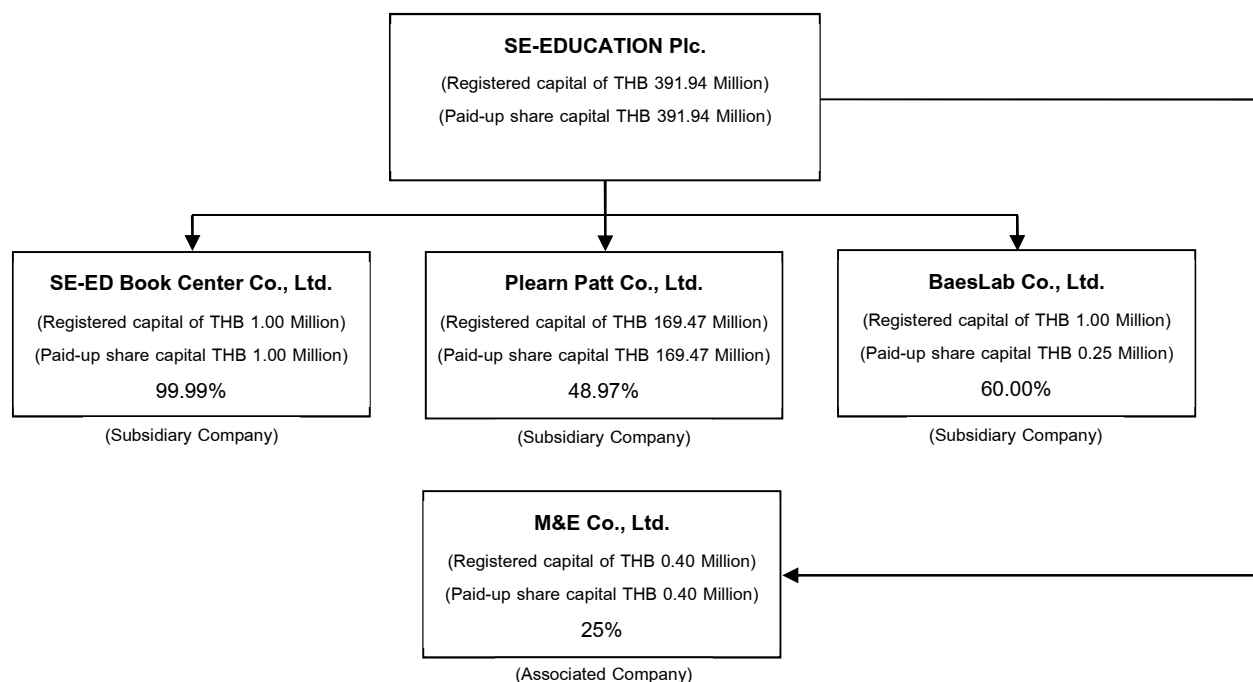 SE-EDUCATION Plc.
(Registered capital of THB 391.94 Million)
(Paid-up share capital THB 391.94 Million)
SE-ED Book Center Co., Ltd.
(Registered capital of THB 1.00 Million)
(Paid-up share capital THB 1.00 Million)
99.99%
(Subsidiary Company)
Plearn Patt Co., Ltd.
(Registered capital of THB 169.47 Million)
(Paid-up share capital THB 169.47 Million)
48.97%
(Subsidiary Company)
BaesLab Co., Ltd.
(Registered capital of THB 1.00 Million)
(Paid-up share capital THB 0.25 Million)
60.00%
(Subsidiary Company)
M&E Co., Ltd.
(Registered capital of THB 0.40 Million)
(Paid-up share capital THB 0.40 Million)
25%
(Associated Company)